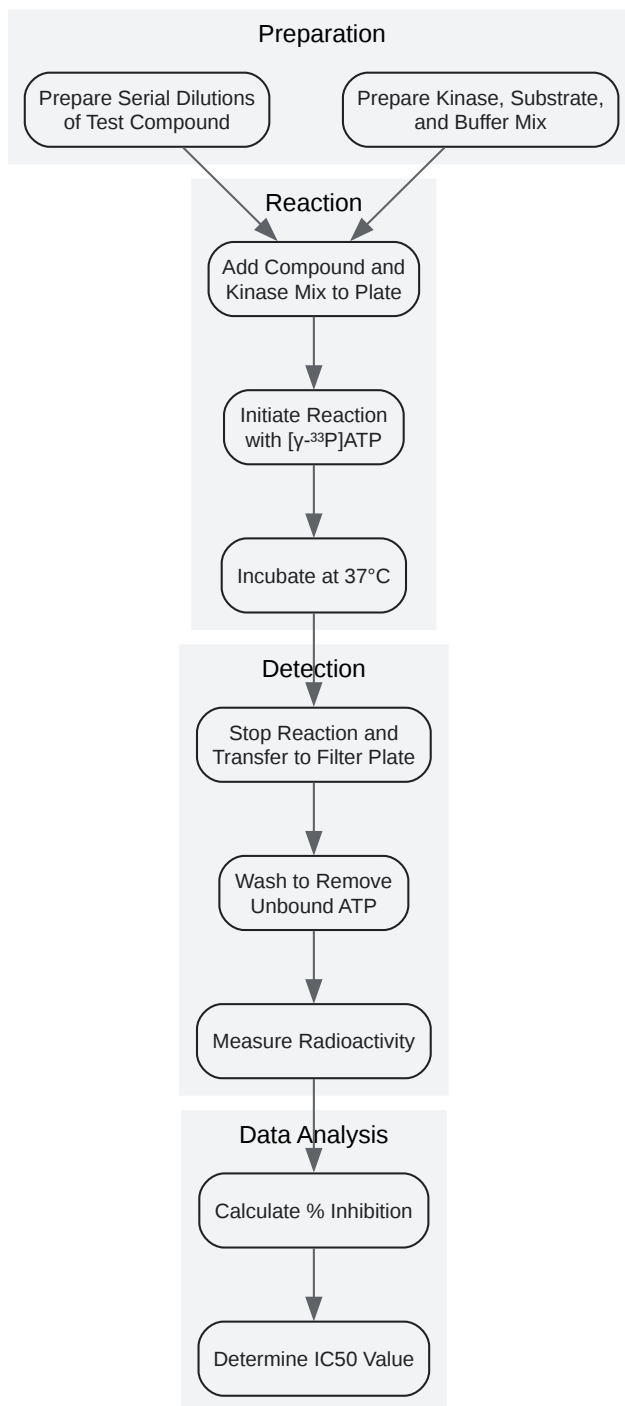 Preparation
Prepare Serial Dilutions
of Test Compound
Prepare Kinase, Substrate,
and Buffer Mix
Reaction
Add Compound and
Kinase Mix to Plate
Initiate Reaction
with [γ-³³P]ATP
Incubate at 37°C
Detection
Stop Reaction and
Transfer to Filter Plate
Wash to Remove
Unbound ATP
Measure Radioactivity
Data Analysis
Calculate % Inhibition
Determine IC50 Value